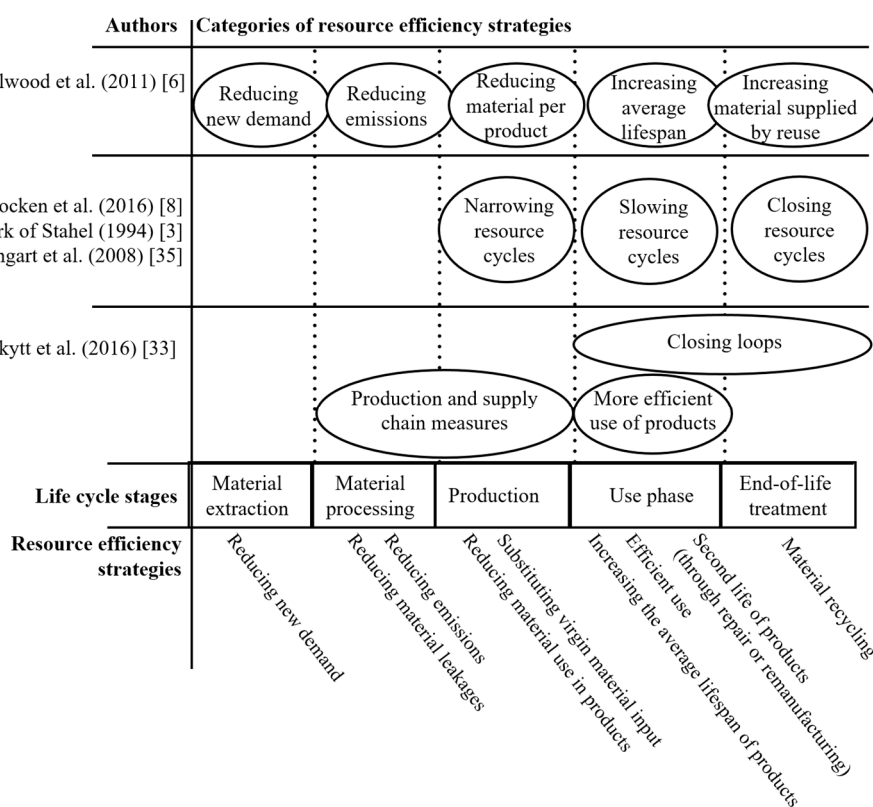 Authors
Categories of resource efficiency strategies
lwood et al. (2011) [6]
Reducing
new demand
Reducing
emissions
Reducing
material per
product
Increasing
average
lifespan
Increasing
material supplied
by reuse
ocken et al. (2016) [8]
rk of Stahel (1994) [3]
ngart et al. (2008) [35]
Narrowing
resource
cycles
Slowing
resource
cycles
Closing
resource
cycles
kytt et al. (2016) [33]
Closing loops
Production and supply
chain measures
More efficient
use of products
Life cycle stages
Material
extraction
Material
processing
Production
Use phase
End-of-life
treatment
Resource efficiency
strategies
Reducing new demand
Reducing material leakages
Reducing emissions
Reducing material use in products
Substituting virgin material input
Increasing the average lifespan of products
Efficient use
Second life of products
(through repair or remanufacturing)
Material recycling